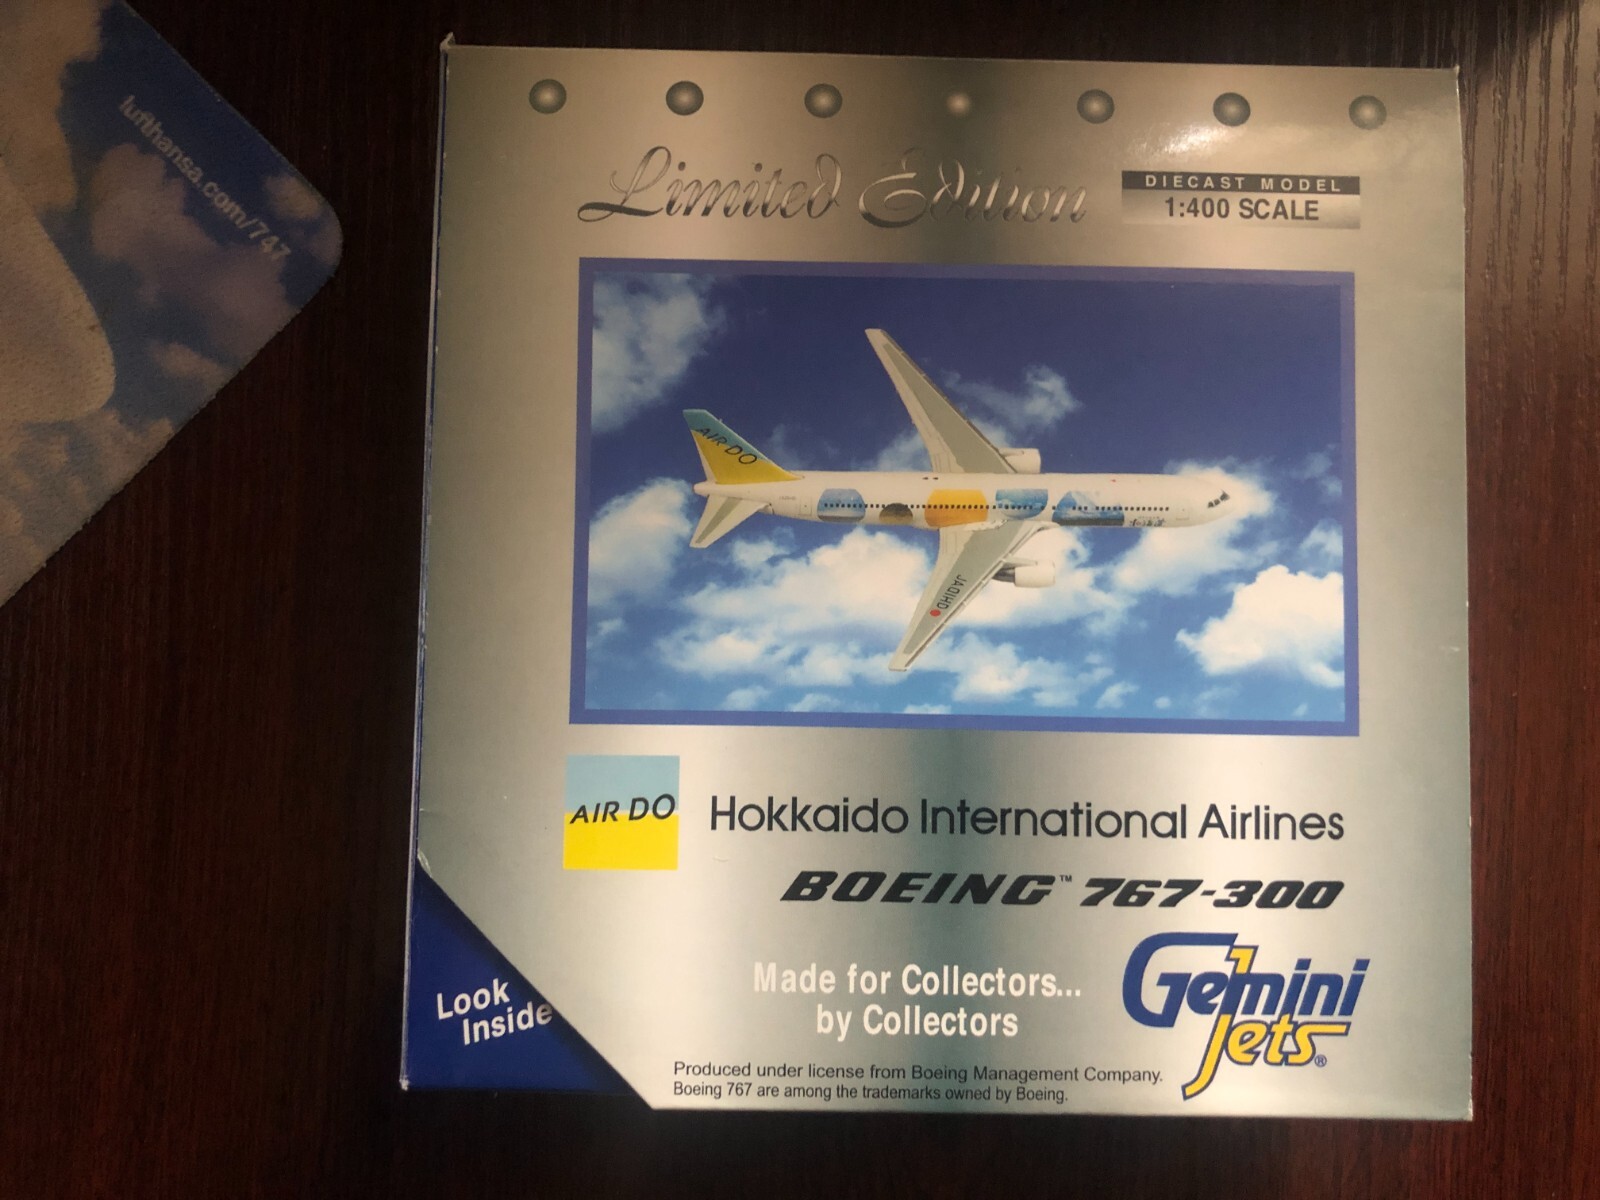 lufthansa.com/747
Limited Edition
DIECAST MODEL
1:400 SCALE
AIR DO
JA01HD
AIR DO
Hokkaido International Airlines
BOEING™ 767-300
Made for Collectors...
by Collectors
Gemini
Jets®
Look
Inside
Produced under license from Boeing Management Company.
Boeing 767 are among the trademarks owned by Boeing.